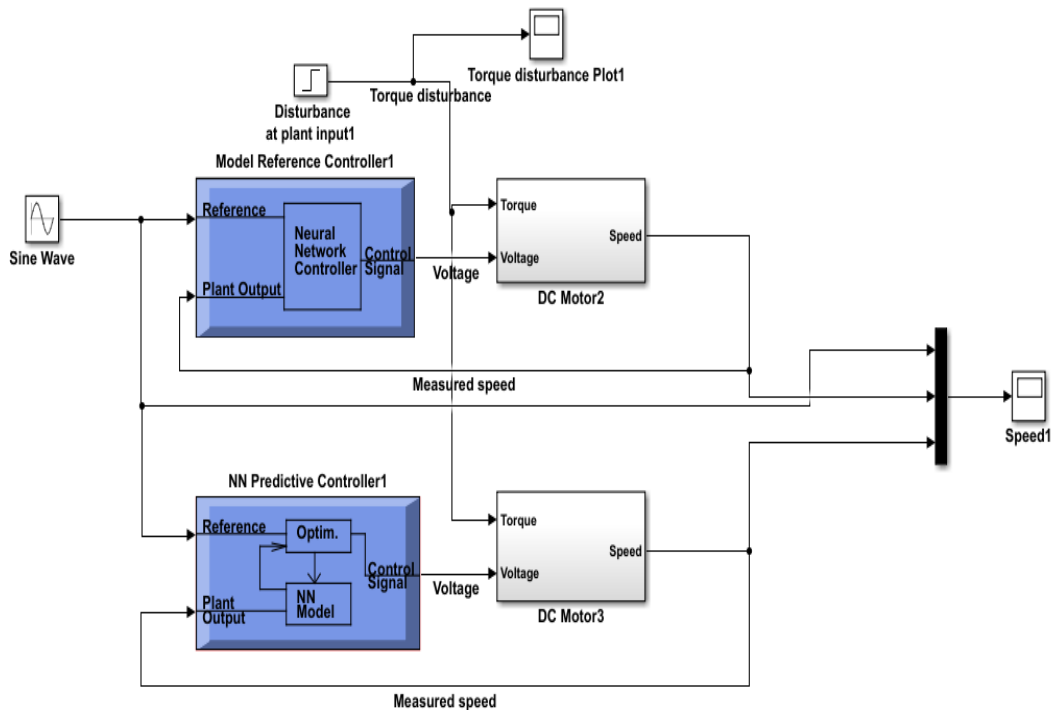 Torque disturbance Plot1
Torque disturbance
Disturbance
at plant input1
Model Reference Controller1
Reference
Neural
Network
Controller
Control
Signal
Plant Output
Voltage
Torque
Speed
Voltage
DC Motor2
Sine Wave
Measured speed
Speed1
NN Predictive Controller1
Reference
Optim.
Control
Signal
NN
Model
Plant
Output
Voltage
Torque
Speed
Voltage
DC Motor3
Measured speed